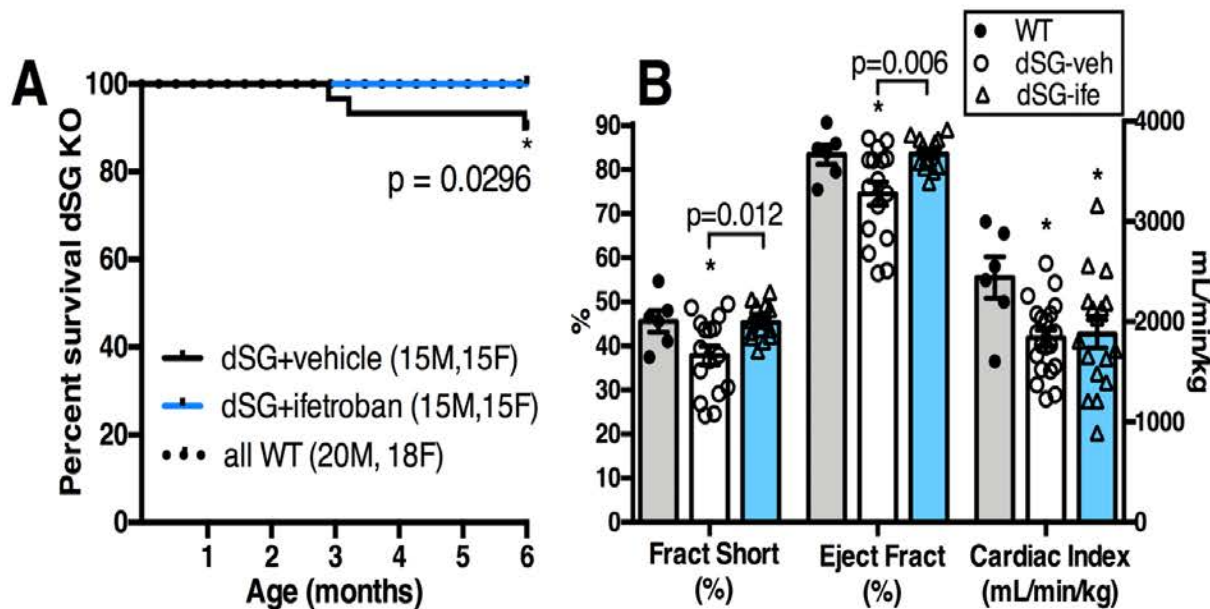 A
Percent survival dSG KO
100
80
60
40
20
0
*
p = 0.0296
dSG+vehicle (15M,15F)
dSG+ifetroban (15M,15F)
all WT (20M, 18F)
1 2 3 4 5 6
Age (months)
B
WT
dSG-veh
dSG-ife
p=0.006
p=0.012
*
*
*
*
%
90
80
70
60
50
40
30
20
10
0
4000
3000
2000
1000
0
mL/min/kg
Fract Short Eject Fract Cardiac Index
(%) (%) (mL/min/kg)